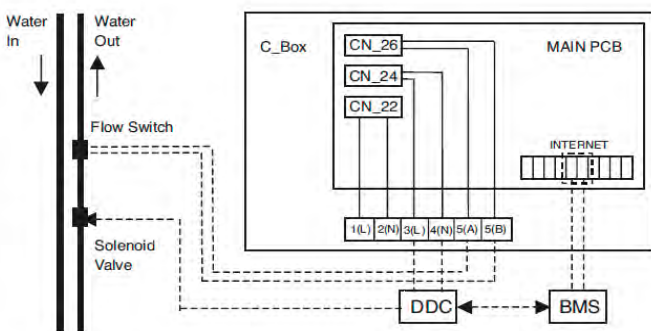 Water
In
Water
Out
C_Box
CN_26
MAIN PCB
CN_24
CN_22
Flow Switch
INTERNET
1(L) 2(N) 3(L) 4(N) 5(A) 5(B)
Solenoid
Valve
DDC
BMS